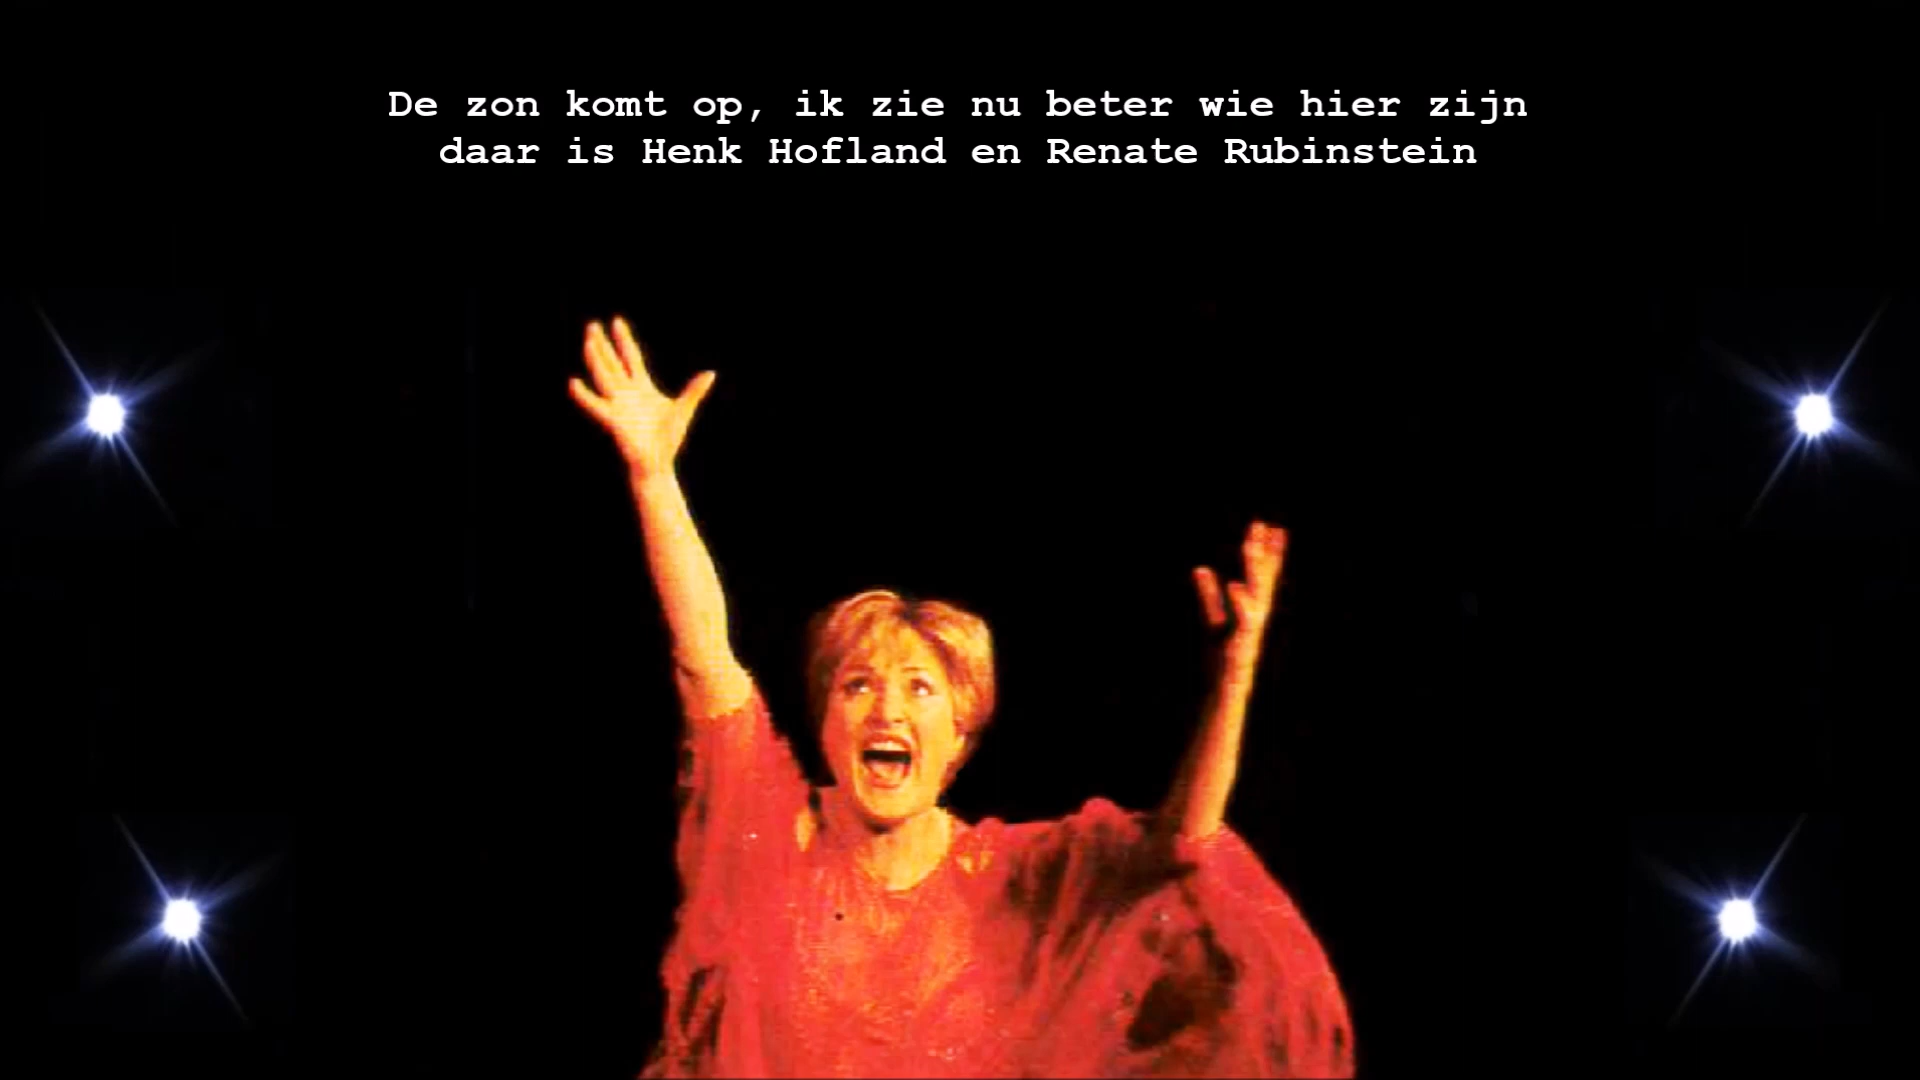 De zon komt op, ik zie nu beter wie hier zijn
daar is Henk Hofland en Renate Rubinstein